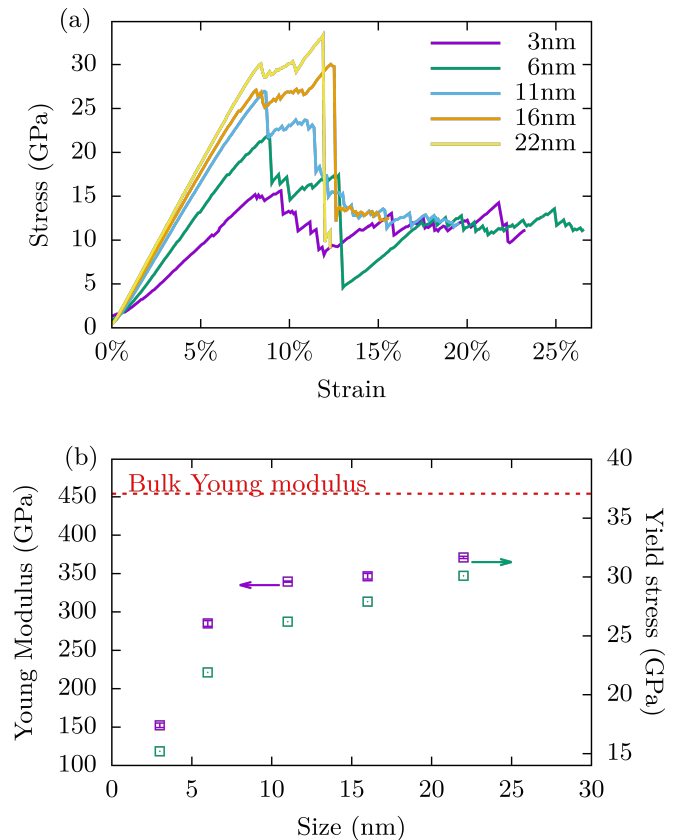 (a)
35
30
25
20
15
10
5
0
Stress (GPa)
3nm
6nm
11nm
16nm
22nm
0% 5% 10% 15% 20% 25%
Strain
(b)
Bulk Young modulus
450
400
350
300
250
200
150
100
Young Modulus (GPa)
40
35
30
25
20
15
Yield stress
(GPa)
0 5 10 15 20 25 30
Size (nm)